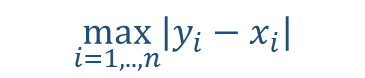 max|yᵢ − xᵢ|
i=1,..,n